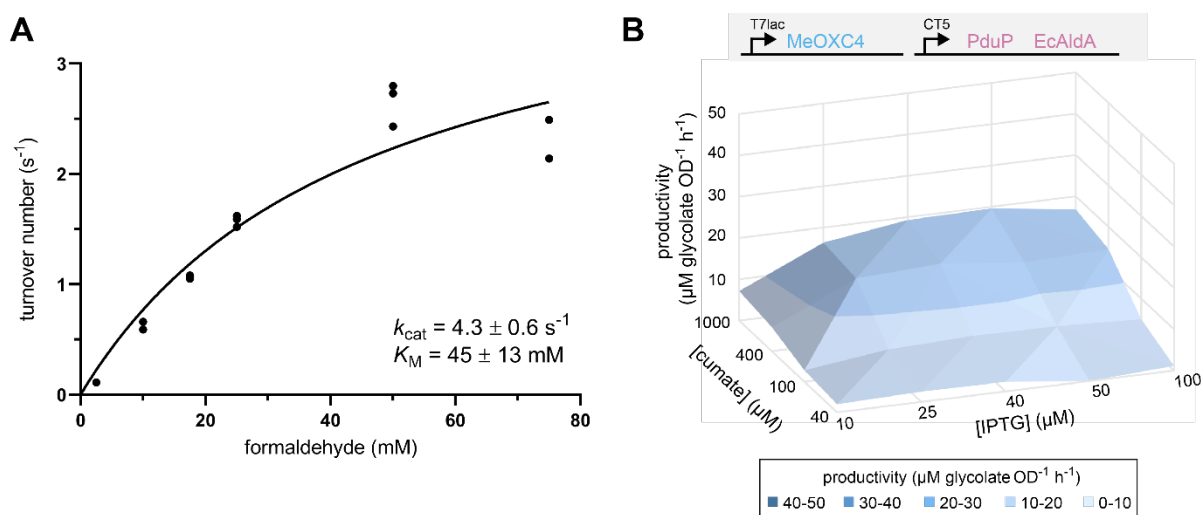 A
turnover number (s-1)
3
2
1
0
0
20
40
60
80
formaldehyde (mM)
kcat = 4.3 ± 0.6 s-1
KM = 45 ± 13 mM
B
T7lac
MeOXC4
CT5
PduP
EcAldA
productivity
(µM glycolate OD-1 h-1)
50
40
30
20
10
1000
400
100
40
[cumate] (µM)
10
25
40
50
100
[IPTG] (µM)
productivity (µM glycolate OD-1 h-1)
40-50 30-40 20-30 10-20 0-10